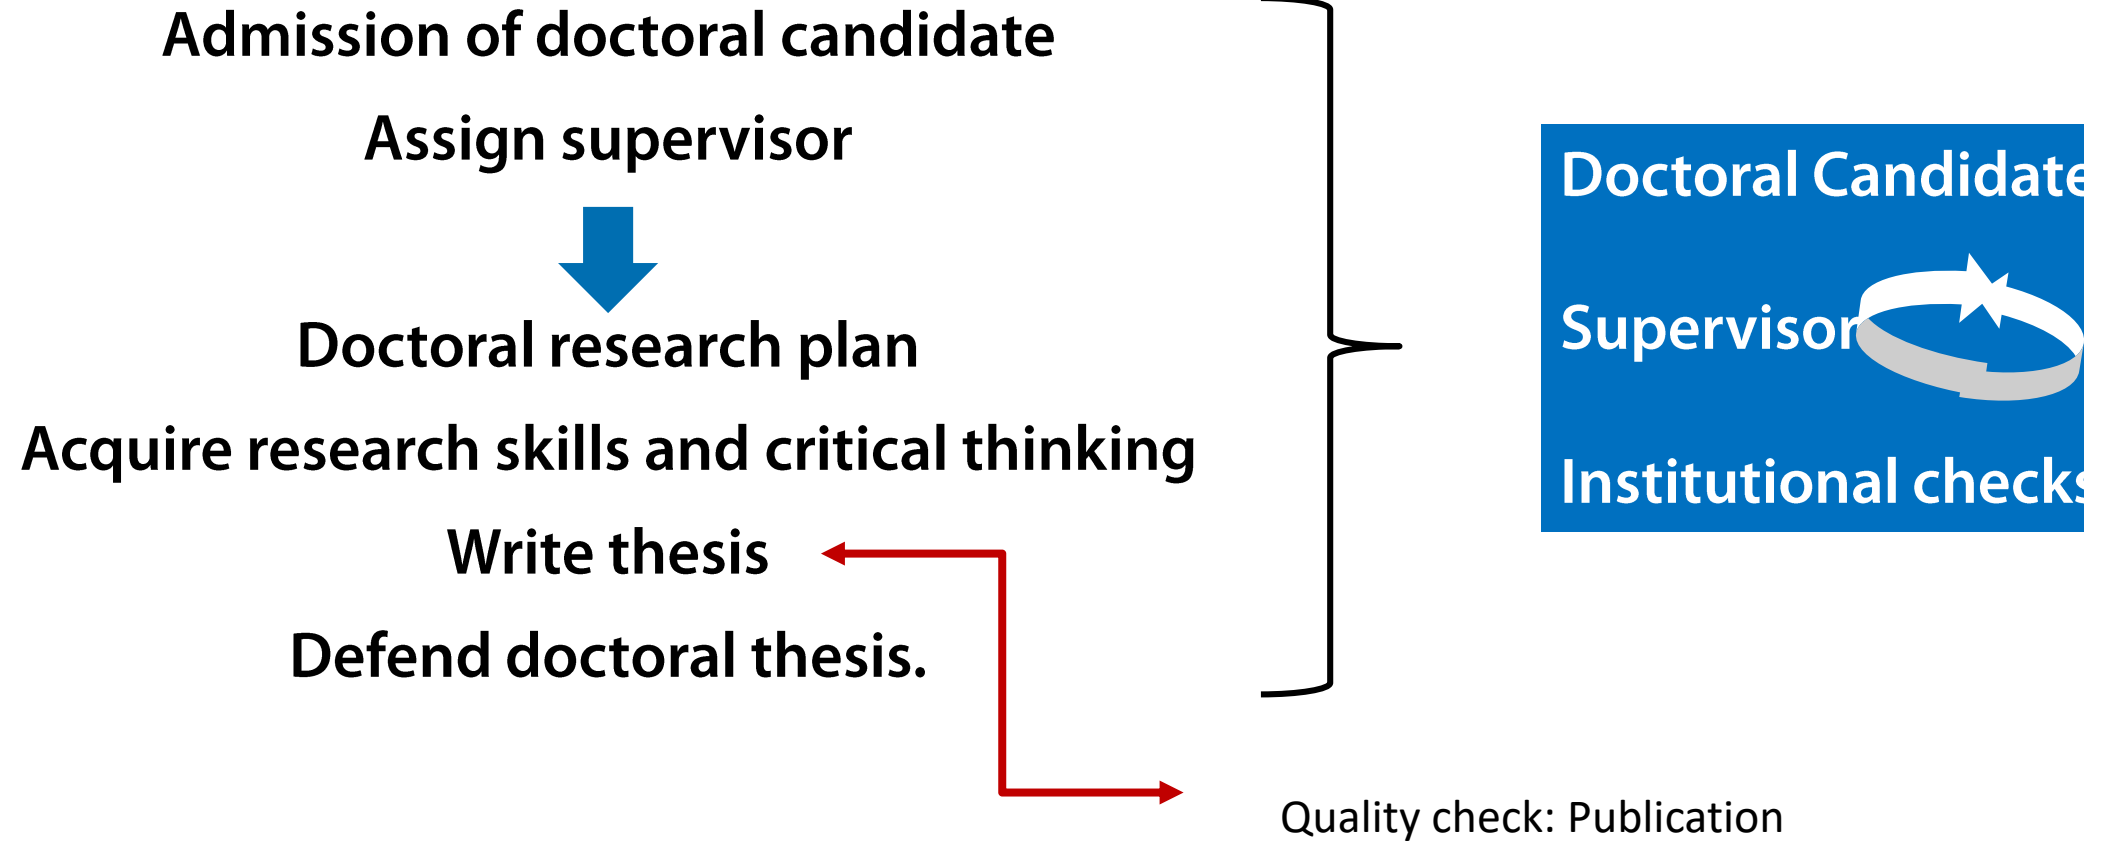 Admission of doctoral candidate
Assign supervisor
Doctoral research plan
Acquire research skills and critical thinking
Write thesis
Defend doctoral thesis.
Doctoral Candidate
Supervisor
Institutional checks
Quality check: Publication